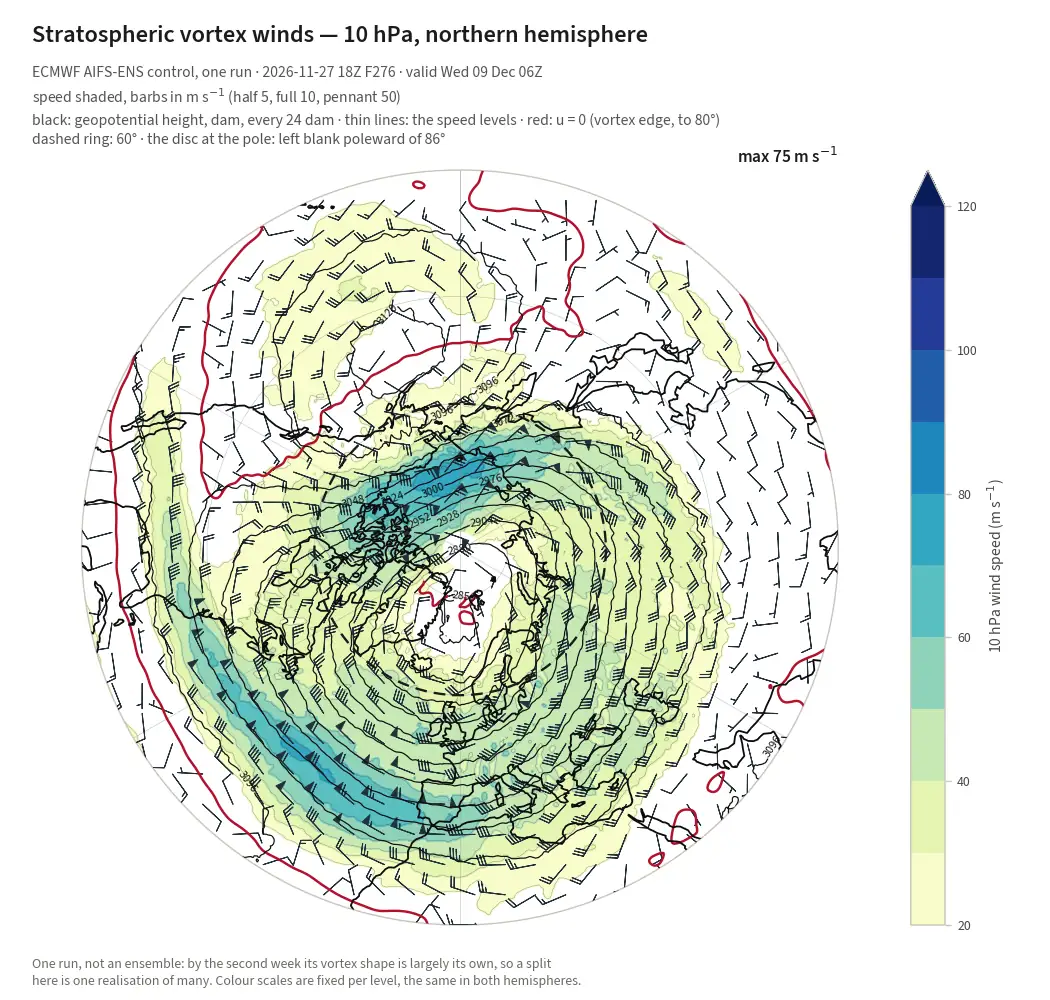 Stratospheric vortex winds — 10 hPa, northern hemisphere
ECMWF AIFS-ENS control, one run · 2026-11-27 18Z F276 · valid Wed 09 Dec 06Z
speed shaded, barbs in m s⁻¹ (half 5, full 10, pennant 50)
black: geopotential height, dam, every 24 dam · thin lines: the speed levels · red: u = 0 (vortex edge, to 80°)
dashed ring: 60° · the disc at the pole: left blank poleward of 86°
max 75 m s⁻¹
120
100
80
60
40
20
10 hPa wind speed (m s⁻¹)
3120
3096
3048
3000
2976
2952
2928
2904
3096
One run, not an ensemble: by the second week its vortex shape is largely its own, so a split
here is one realisation of many. Colour scales are fixed per level, the same in both hemispheres.